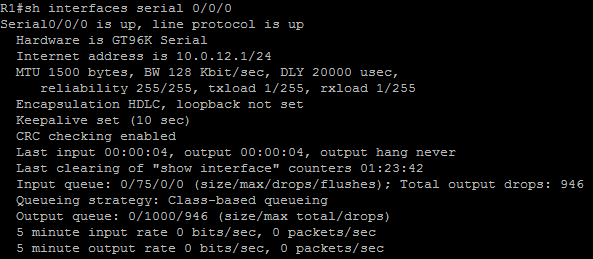 R1#sh interfaces serial 0/0/0
Serial0/0/0 is up, line protocol is up
Hardware is GT96K Serial
Internet address is 10.0.12.1/24
MTU 1500 bytes, BW 128 Kbit/sec, DLY 20000 usec,
reliability 255/255, txload 1/255, rxload 1/255
Encapsulation HDLC, loopback not set
Keepalive set (10 sec)
CRC checking enabled
Last input 00:00:04, output 00:00:04, output hang never
Last clearing of "show interface" counters 01:23:42
Input queue: 0/75/0/0 (size/max/drops/flushes); Total output drops: 946
Queueing strategy: Class-based queueing
Output queue: 0/1000/946 (size/max total/drops)
5 minute input rate 0 bits/sec, 0 packets/sec
5 minute output rate 0 bits/sec, 0 packets/sec